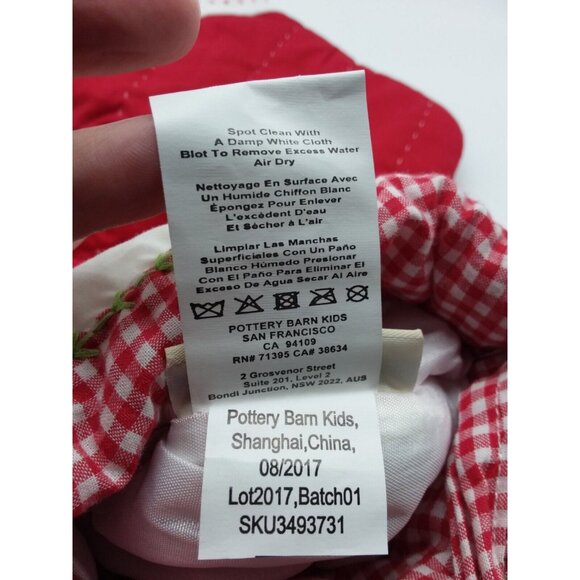 Spot Clean With
A Damp White Cloth
Blot To Remove Excess Water
Air Dry
Nettoyage En Surface Avec
Un Humide Chiffon Blanc
Épongez Pour Enlever
L'excédent D'eau
Et Sécher à L'air
Limpiar Las Manchas
Superficiales Con Un Paño
Blanco Húmedo Presionar
Con El Paño Para Eliminar El
Exceso De Agua Secar Al Aire
POTTERY BARN KIDS
SAN FRANCISCO
CA 94109
RN# 71395 CA# 38634
2 Grosvenor Street
Suite 201, Level 2
Bondi Junction, NSW 2022, AUS
Pottery Barn Kids,
Shanghai,China,
08/2017
Lot2017,Batch01
SKU3493731